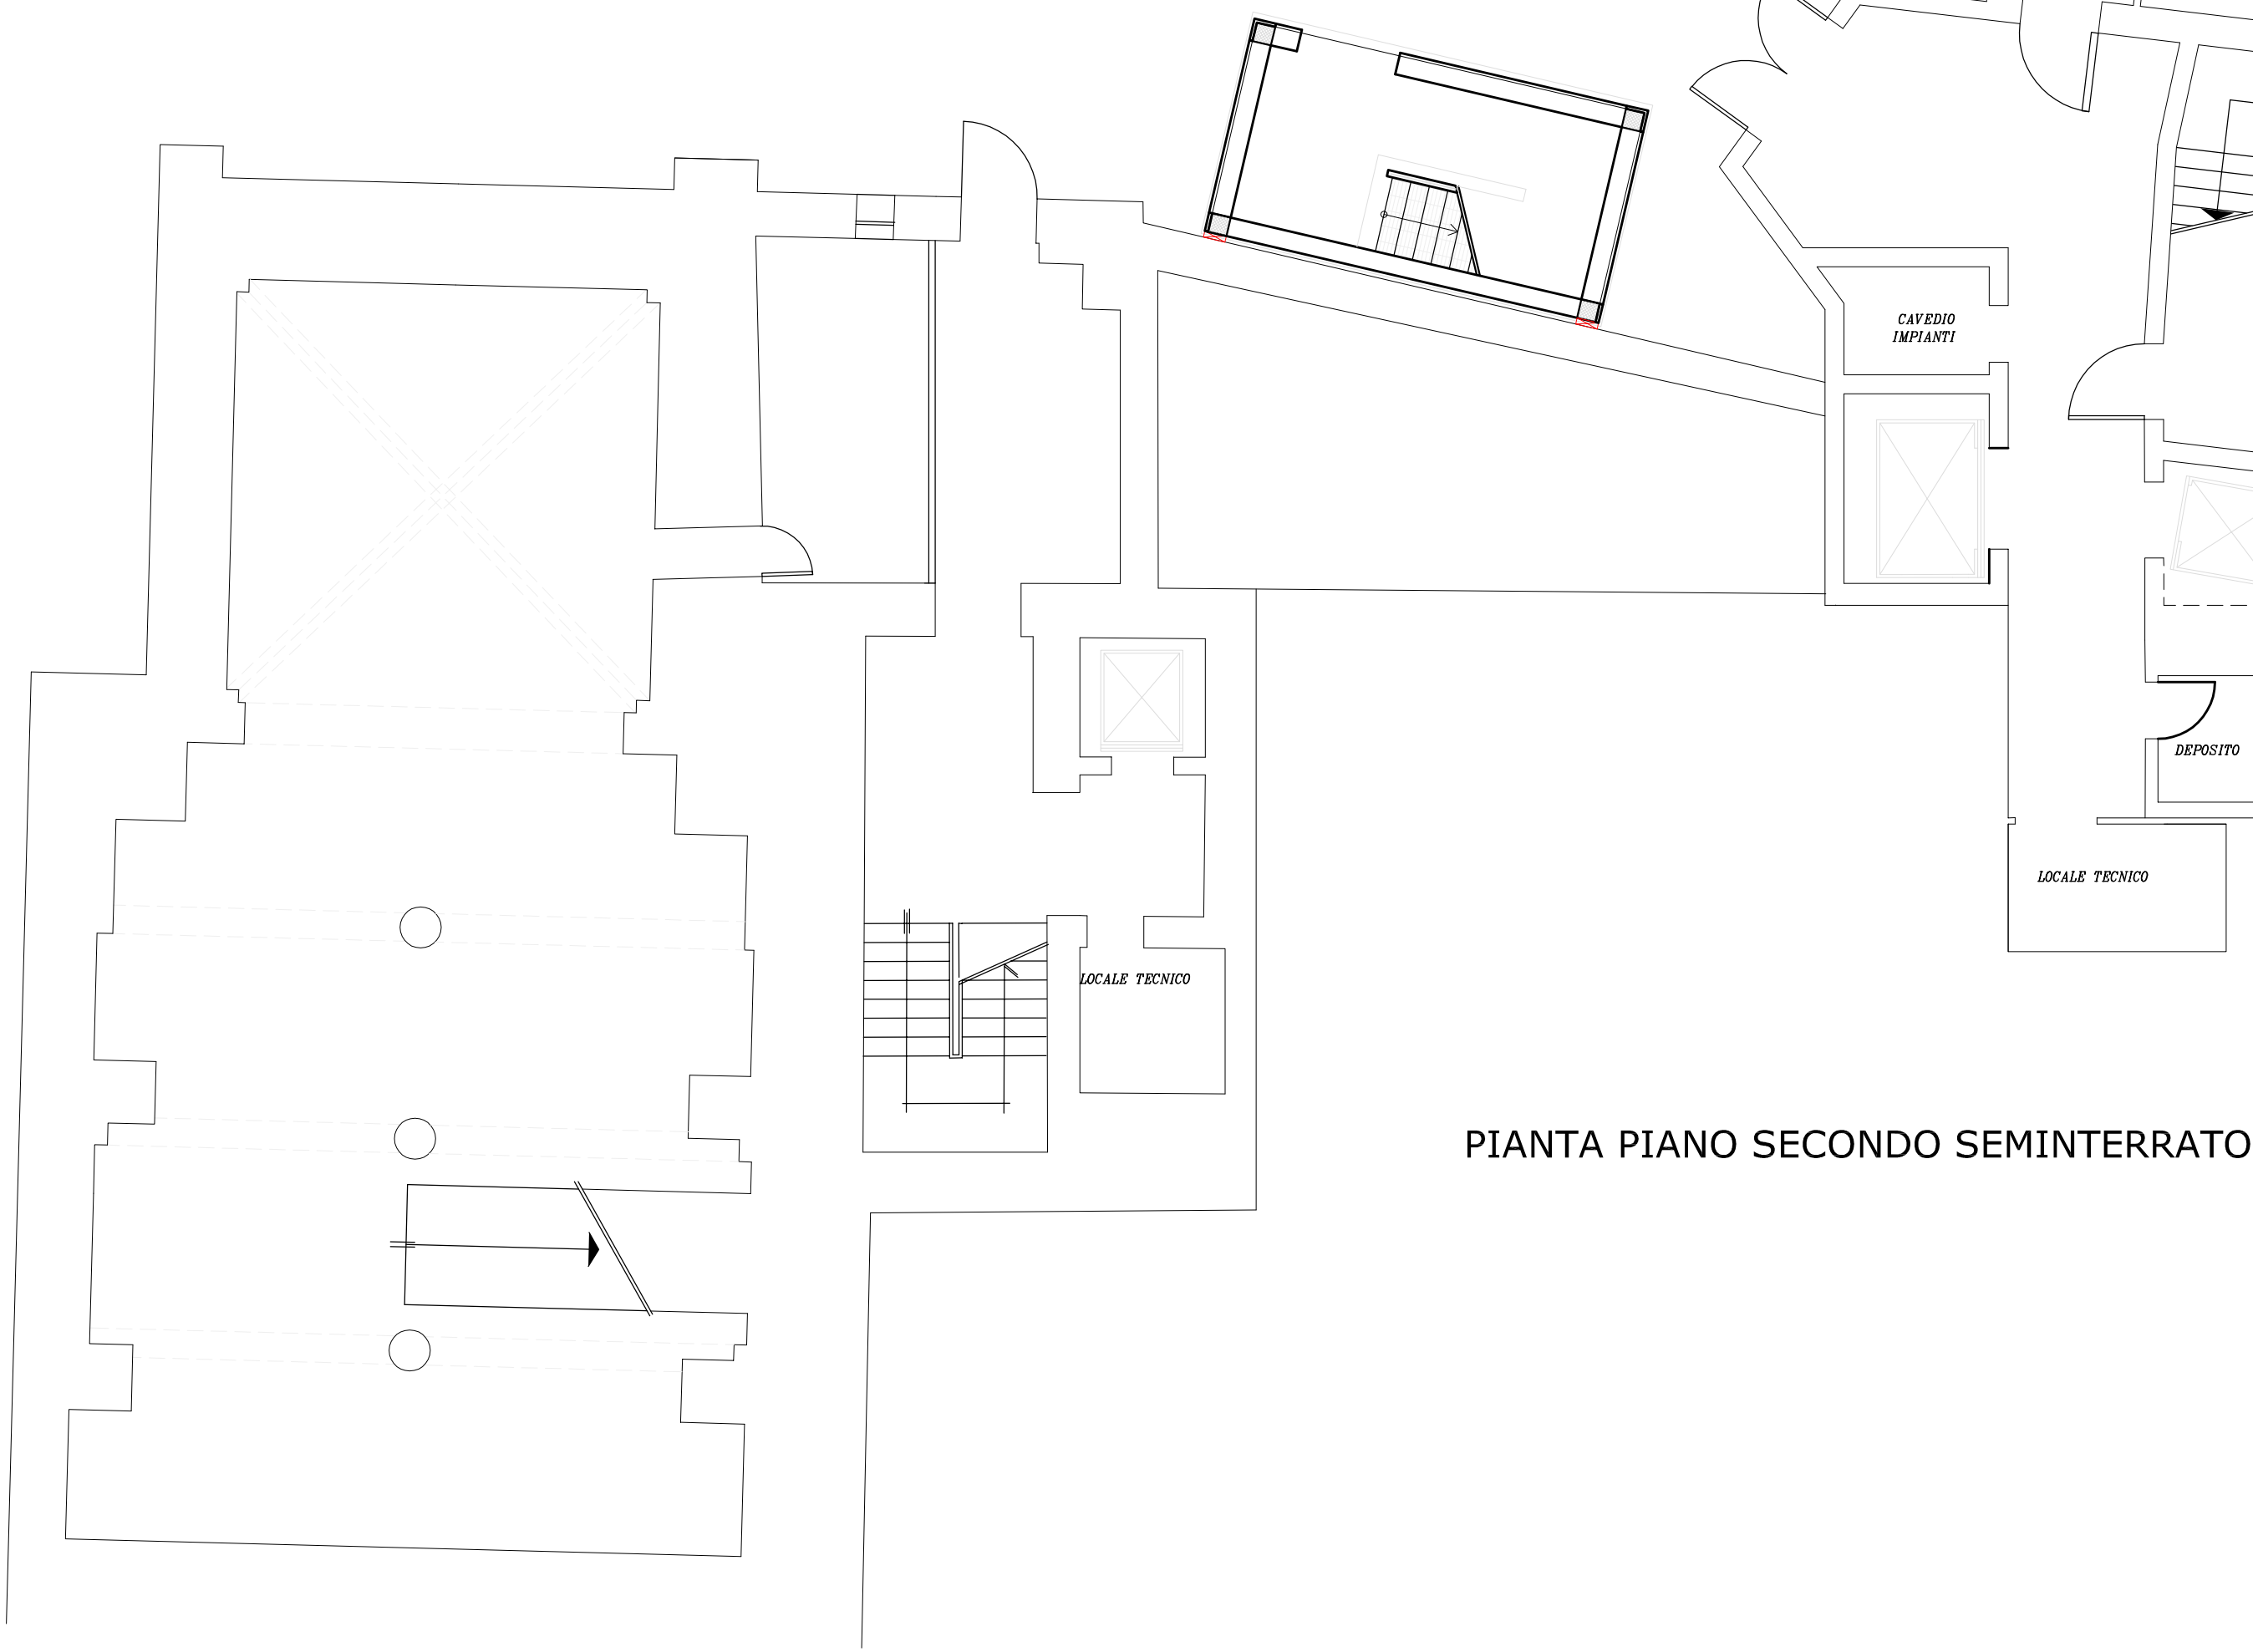 CAVEDIO
IMPIANTI
DEPOSITO
LOCALE TECNICO
LOCALE TECNICO
PIANTA PIANO SECONDO SEMINTERRATO